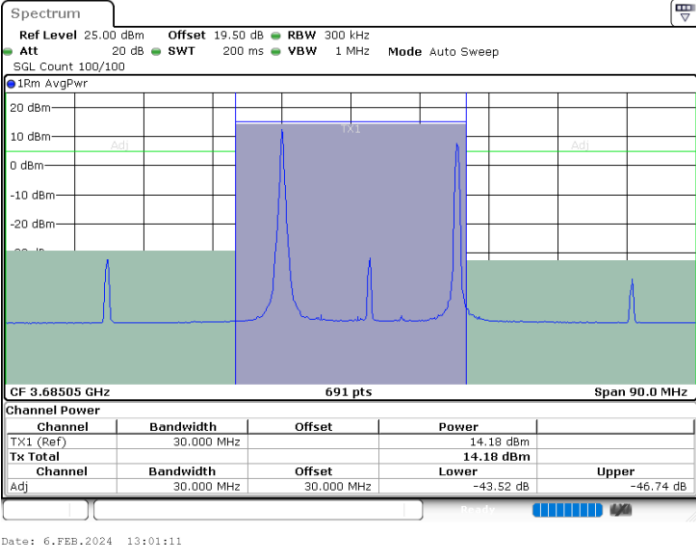 Spectrum
Ref Level 25.00 dBm Offset 19.50 dB RBW 300 kHz
Att 20 dB SWT 200 ms VBW 1 MHz Mode Auto Sweep
SGL Count 100/100
1Rm AvgPwr
20 dBm
TX1
10 dBm
Adj Adj
0 dBm
-10 dBm
-20 dBm
CF 3.68505 GHz 691 pts Span 90.0 MHz
Channel Power
Channel Bandwidth Offset Power
TX1 (Ref) 30.000 MHz 14.18 dBm
Tx Total 14.18 dBm
Channel Bandwidth Offset Lower Upper
Adj 30.000 MHz 30.000 MHz -43.52 dB -46.74 dB
Ready
Date: 6.FEB.2024 13:01:11